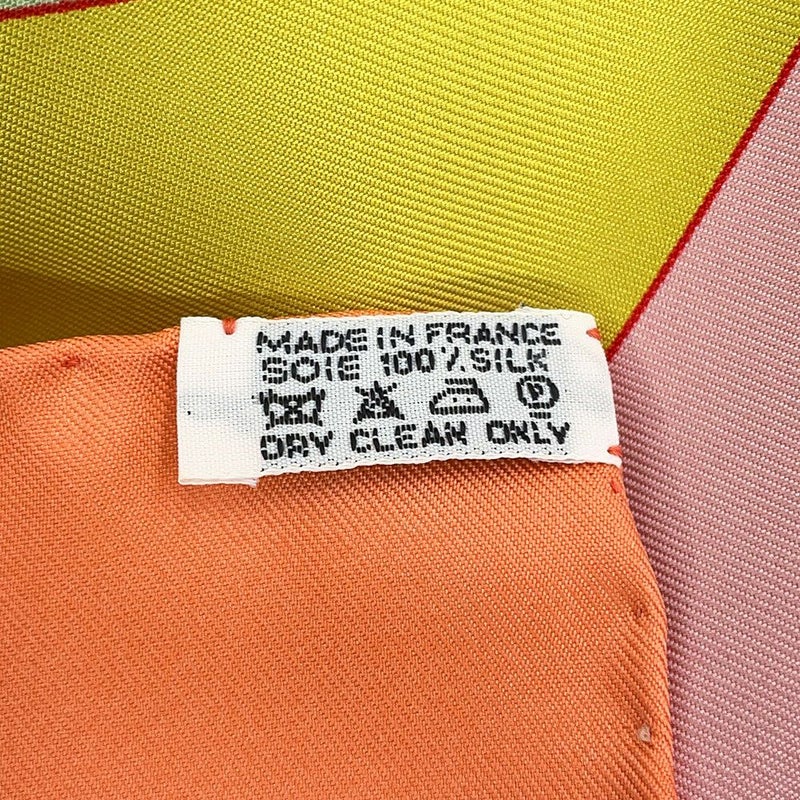 MADE IN FRANCE
SOIE 100% SILK
P
DRY CLEAN ONLY